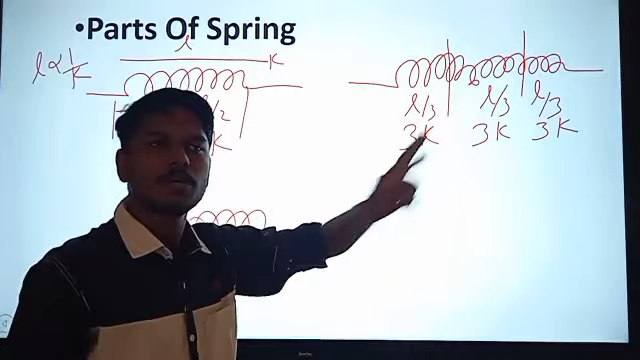 •Parts Of Spring
l
l ∝ 1/K
K
/2
K
l/3 l/3 l/3
3K 3K 3K